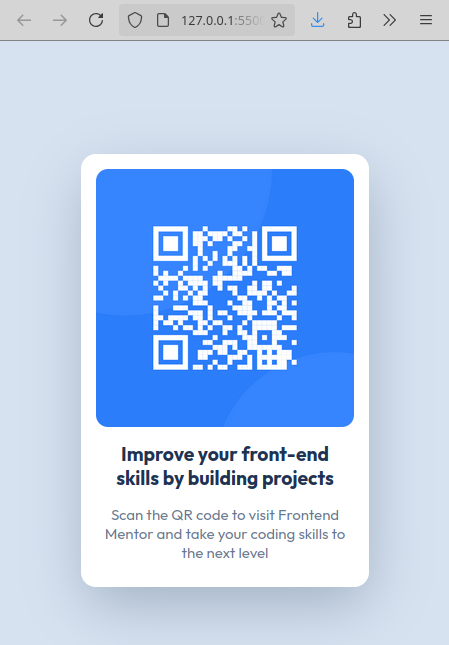 127.0.0.1:5500
Improve your front-end
skills by building projects
Scan the QR code to visit Frontend
Mentor and take your coding skills to
the next level